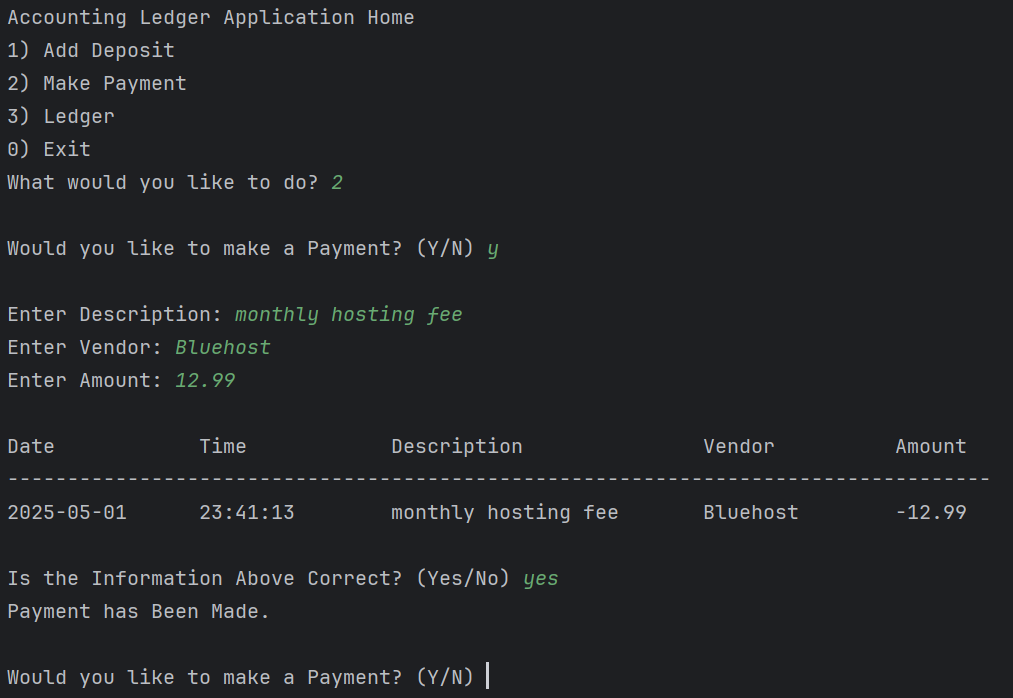 Accounting Ledger Application Home
1) Add Deposit
2) Make Payment
3) Ledger
0) Exit
What would you like to do? 2
Would you like to make a Payment? (Y/N) y
Enter Description: monthly hosting fee
Enter Vendor: Bluehost
Enter Amount: 12.99
Date Time Description Vendor Amount
----------------------------------------------------------------------------------
2025-05-01 23:41:13 monthly hosting fee Bluehost -12.99
Is the Information Above Correct? (Yes/No) yes
Payment has Been Made.
Would you like to make a Payment? (Y/N)